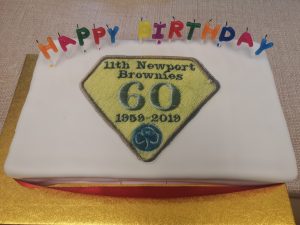 HAPPY BIRTHDAY
11th Newport
Brownies
60
1959-2019